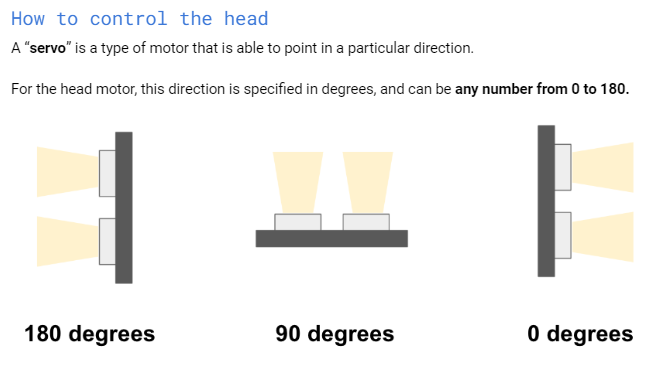 How to control the head
A “servo” is a type of motor that is able to point in a particular direction.
For the head motor, this direction is specified in degrees, and can be any number from 0 to 180.
180 degrees
90 degrees
0 degrees